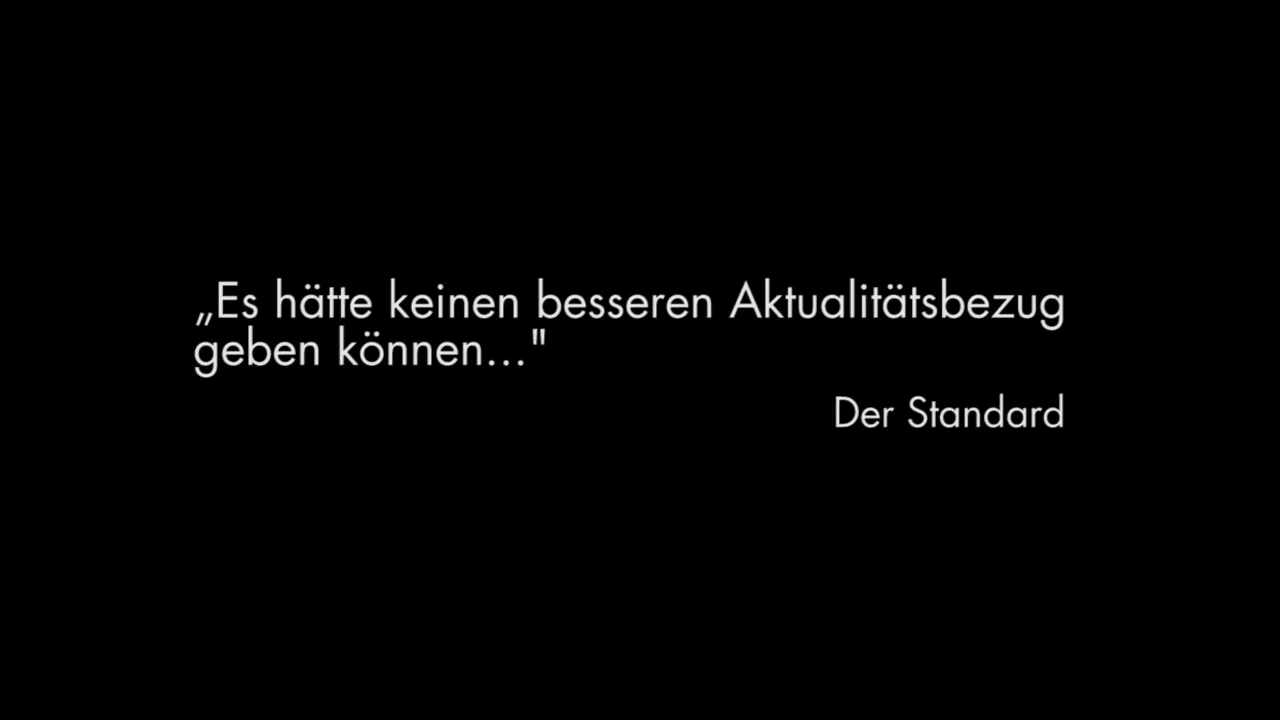 „Es hätte keinen besseren Aktualitätsbezug
geben können..."
Der Standard